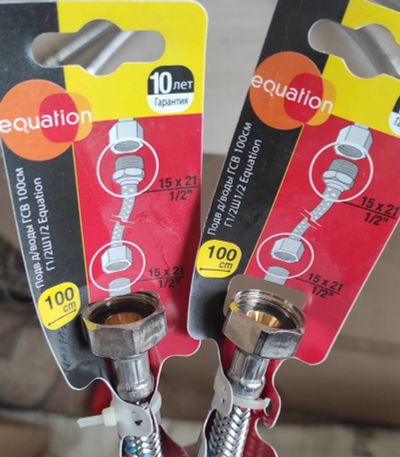 equation
10 лет
Гарантия
15 x 21
1/2"
Подв д/воды ГСВ 100см
Г1/2Ш1/2 Equation
15 x 21
1/2"
100
cm
equation
15 x 21
1/2"
Подв д/воды ГСВ 100см
Г1/2Ш1/2 Equation
15 x 21
1/2"
100
cm